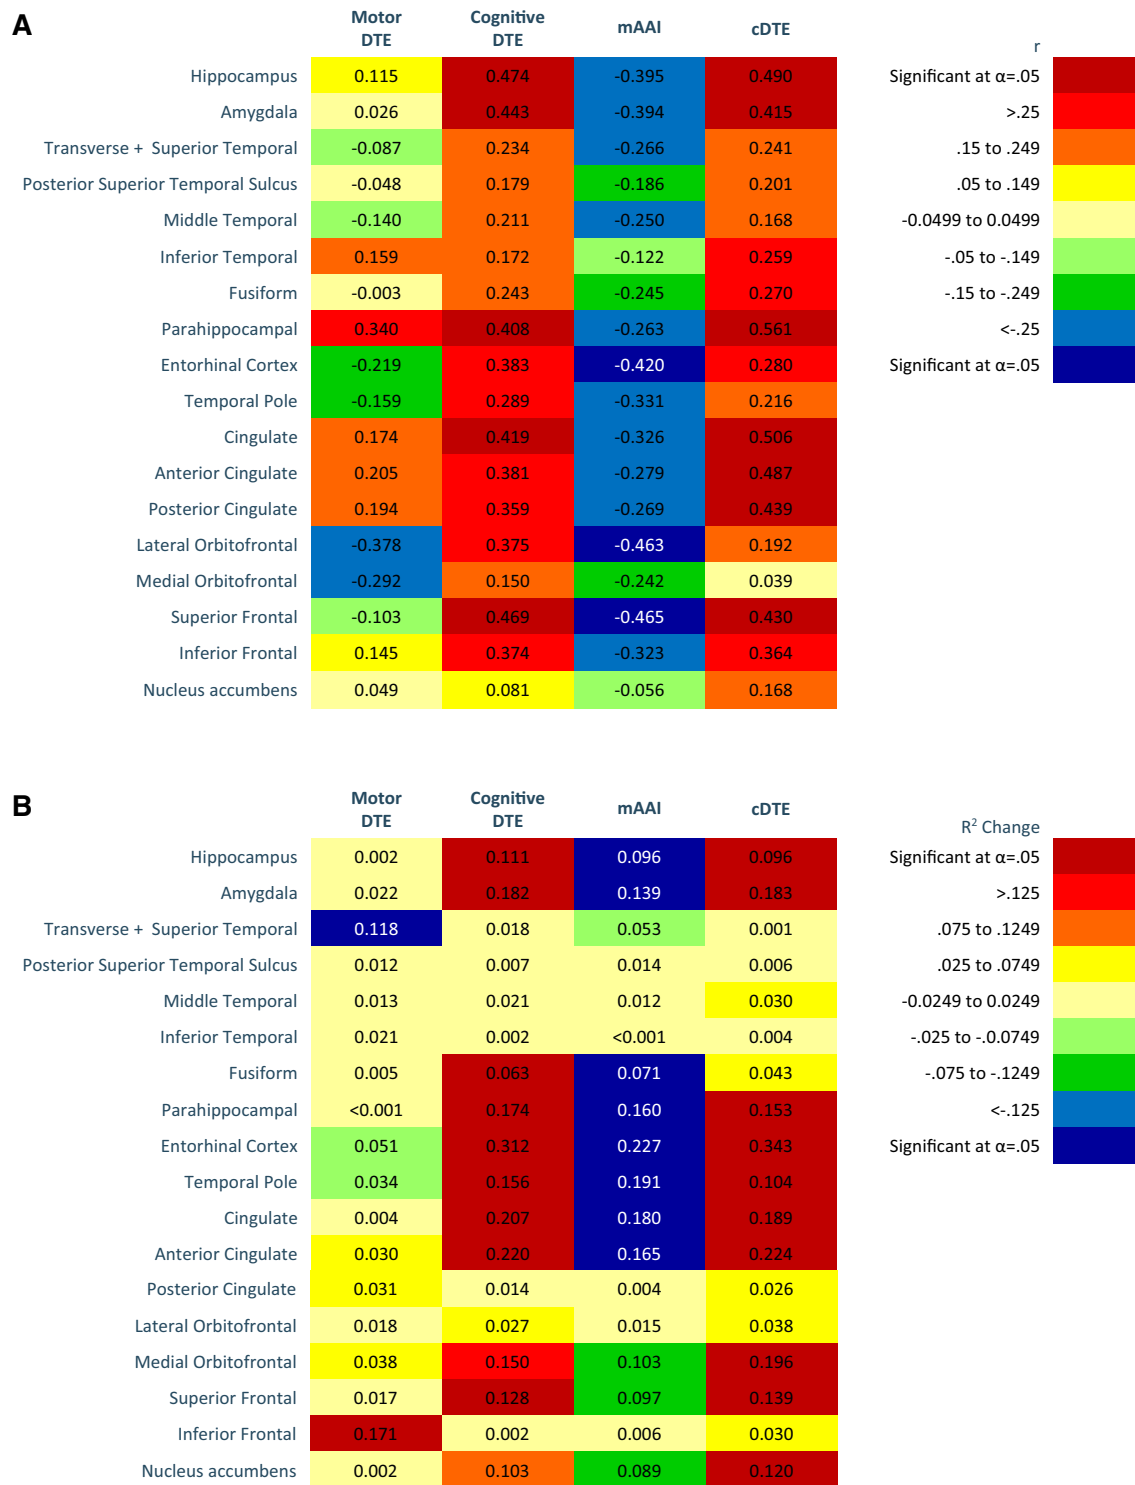 A
Motor DTE
Cognitive DTE
mAAI
cDTE
r
Hippocampus 0.115 0.474 -0.395 0.490 Significant at α=.05
Amygdala 0.026 0.443 -0.394 0.415 >.25
Transverse + Superior Temporal -0.087 0.234 -0.266 0.241 .15 to .249
Posterior Superior Temporal Sulcus -0.048 0.179 -0.186 0.201 .05 to .149
Middle Temporal -0.140 0.211 -0.250 0.168 -0.0499 to 0.0499
Inferior Temporal 0.159 0.172 -0.122 0.259 -.05 to -.149
Fusiform -0.003 0.243 -0.245 0.270 -.15 to -.249
Parahippocampal 0.340 0.408 -0.263 0.561 <-.25
Entorhinal Cortex -0.219 0.383 -0.420 0.280 Significant at α=.05
Temporal Pole -0.159 0.289 -0.331 0.216
Cingulate 0.174 0.419 -0.326 0.506
Anterior Cingulate 0.205 0.381 -0.279 0.487
Posterior Cingulate 0.194 0.359 -0.269 0.439
Lateral Orbitofrontal -0.378 0.375 -0.463 0.192
Medial Orbitofrontal -0.292 0.150 -0.242 0.039
Superior Frontal -0.103 0.469 -0.465 0.430
Inferior Frontal 0.145 0.374 -0.323 0.364
Nucleus accumbens 0.049 0.081 -0.056 0.168
B
Motor DTE
Cognitive DTE
mAAI
cDTE
R² Change
Hippocampus 0.002 0.111 0.096 0.096 Significant at α=.05
Amygdala 0.022 0.182 0.139 0.183 >.125
Transverse + Superior Temporal 0.118 0.018 0.053 0.001 .075 to .1249
Posterior Superior Temporal Sulcus 0.012 0.007 0.014 0.006 .025 to .0749
Middle Temporal 0.013 0.021 0.012 0.030 -0.0249 to 0.0249
Inferior Temporal 0.021 0.002 <0.001 0.004 -.025 to -.0.0749
Fusiform 0.005 0.063 0.071 0.043 -.075 to -.1249
Parahippocampal <0.001 0.174 0.160 0.153 <-.125
Entorhinal Cortex 0.051 0.312 0.227 0.343 Significant at α=.05
Temporal Pole 0.034 0.156 0.191 0.104
Cingulate 0.004 0.207 0.180 0.189
Anterior Cingulate 0.030 0.220 0.165 0.224
Posterior Cingulate 0.031 0.014 0.004 0.026
Lateral Orbitofrontal 0.018 0.027 0.015 0.038
Medial Orbitofrontal 0.038 0.150 0.103 0.196
Superior Frontal 0.017 0.128 0.097 0.139
Inferior Frontal 0.171 0.002 0.006 0.030
Nucleus accumbens 0.002 0.103 0.089 0.120